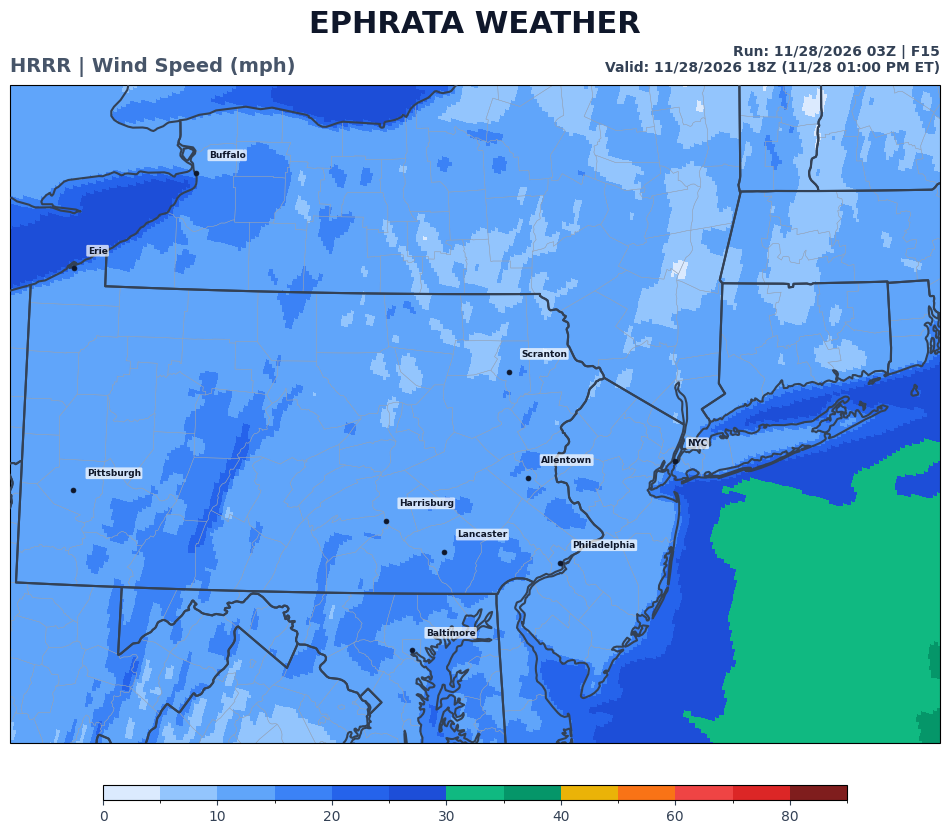 EPHRATA WEATHER
HRRR | Wind Speed (mph)
Run: 11/28/2026 03Z | F15
Valid: 11/28/2026 18Z (11/28 01:00 PM ET)
Buffalo
Erie
Scranton
NYC
Allentown
Pittsburgh
Harrisburg
Lancaster
Philadelphia
Baltimore
0 10 20 30 40 50 60 70 80